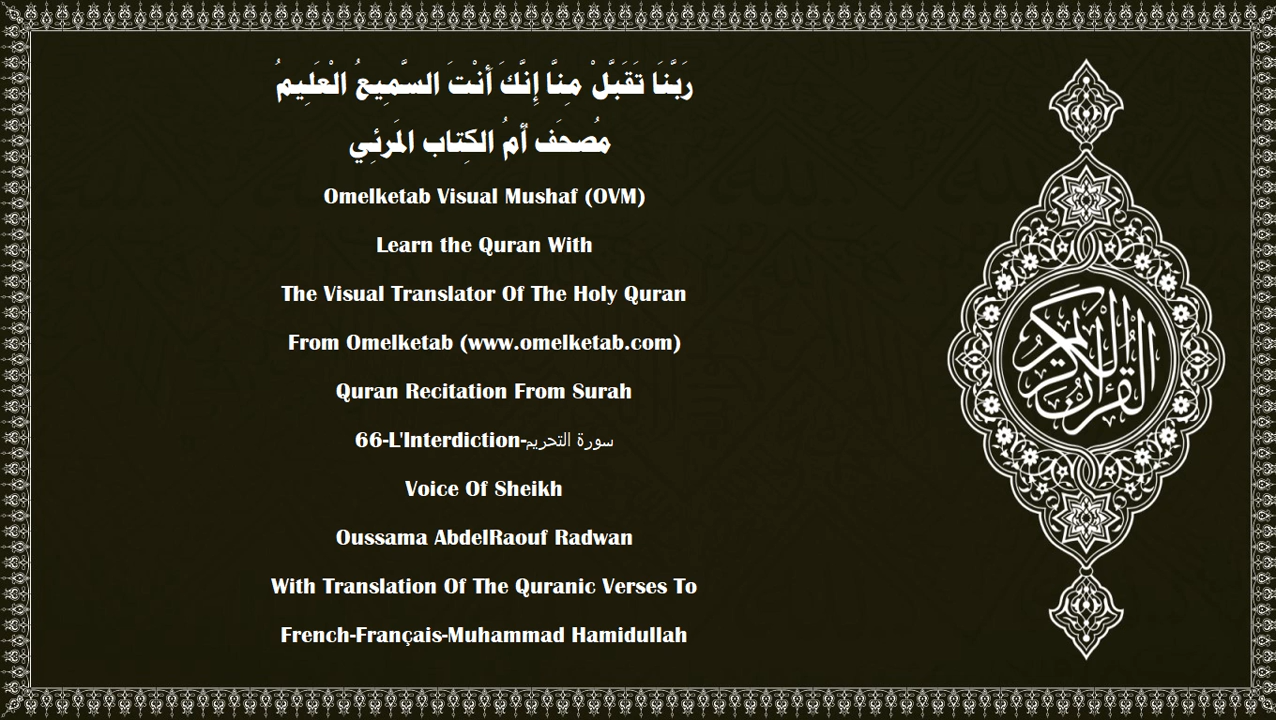 رَبَّنَا تَقَبَّلْ مِنَّا إِنَّكَ أَنْتَ السَّمِيعُ الْعَلِيمُ
مُصحَف أمُ الكِتاب المَرئِي
Omelketab Visual Mushaf (OVM)
Learn the Quran With
The Visual Translator Of The Holy Quran
From Omelketab (www.omelketab.com)
Quran Recitation From Surah
66-L'Interdiction-سورة التحريم
Voice Of Sheikh
Oussama AbdelRaouf Radwan
With Translation Of The Quranic Verses To
French-Français-Muhammad Hamidullah
القرآن الكريم